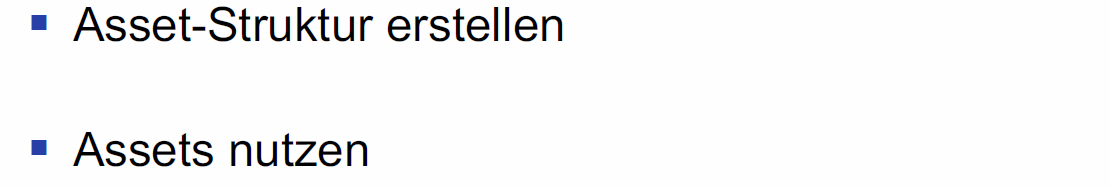 ▪ Asset-Struktur erstellen
▪ Assets nutzen